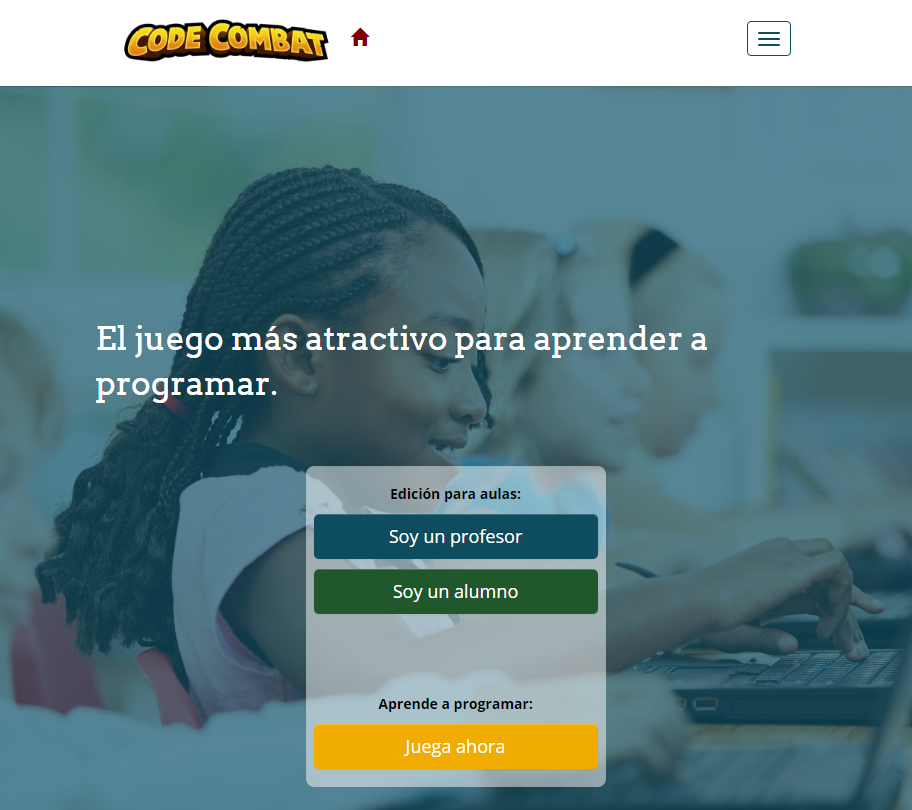 CODE COMBAT
El juego más atractivo para aprender a
programar.
Edición para aulas:
Soy un profesor
Soy un alumno
Aprende a programar:
Juega ahora